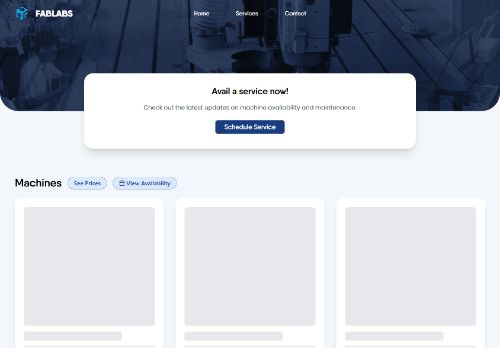 FABLABS
Home Services Contact
Avail a service now!
Check out the latest updates on machine availability and maintenance.
Schedule Service
Machines See Prices View Availability